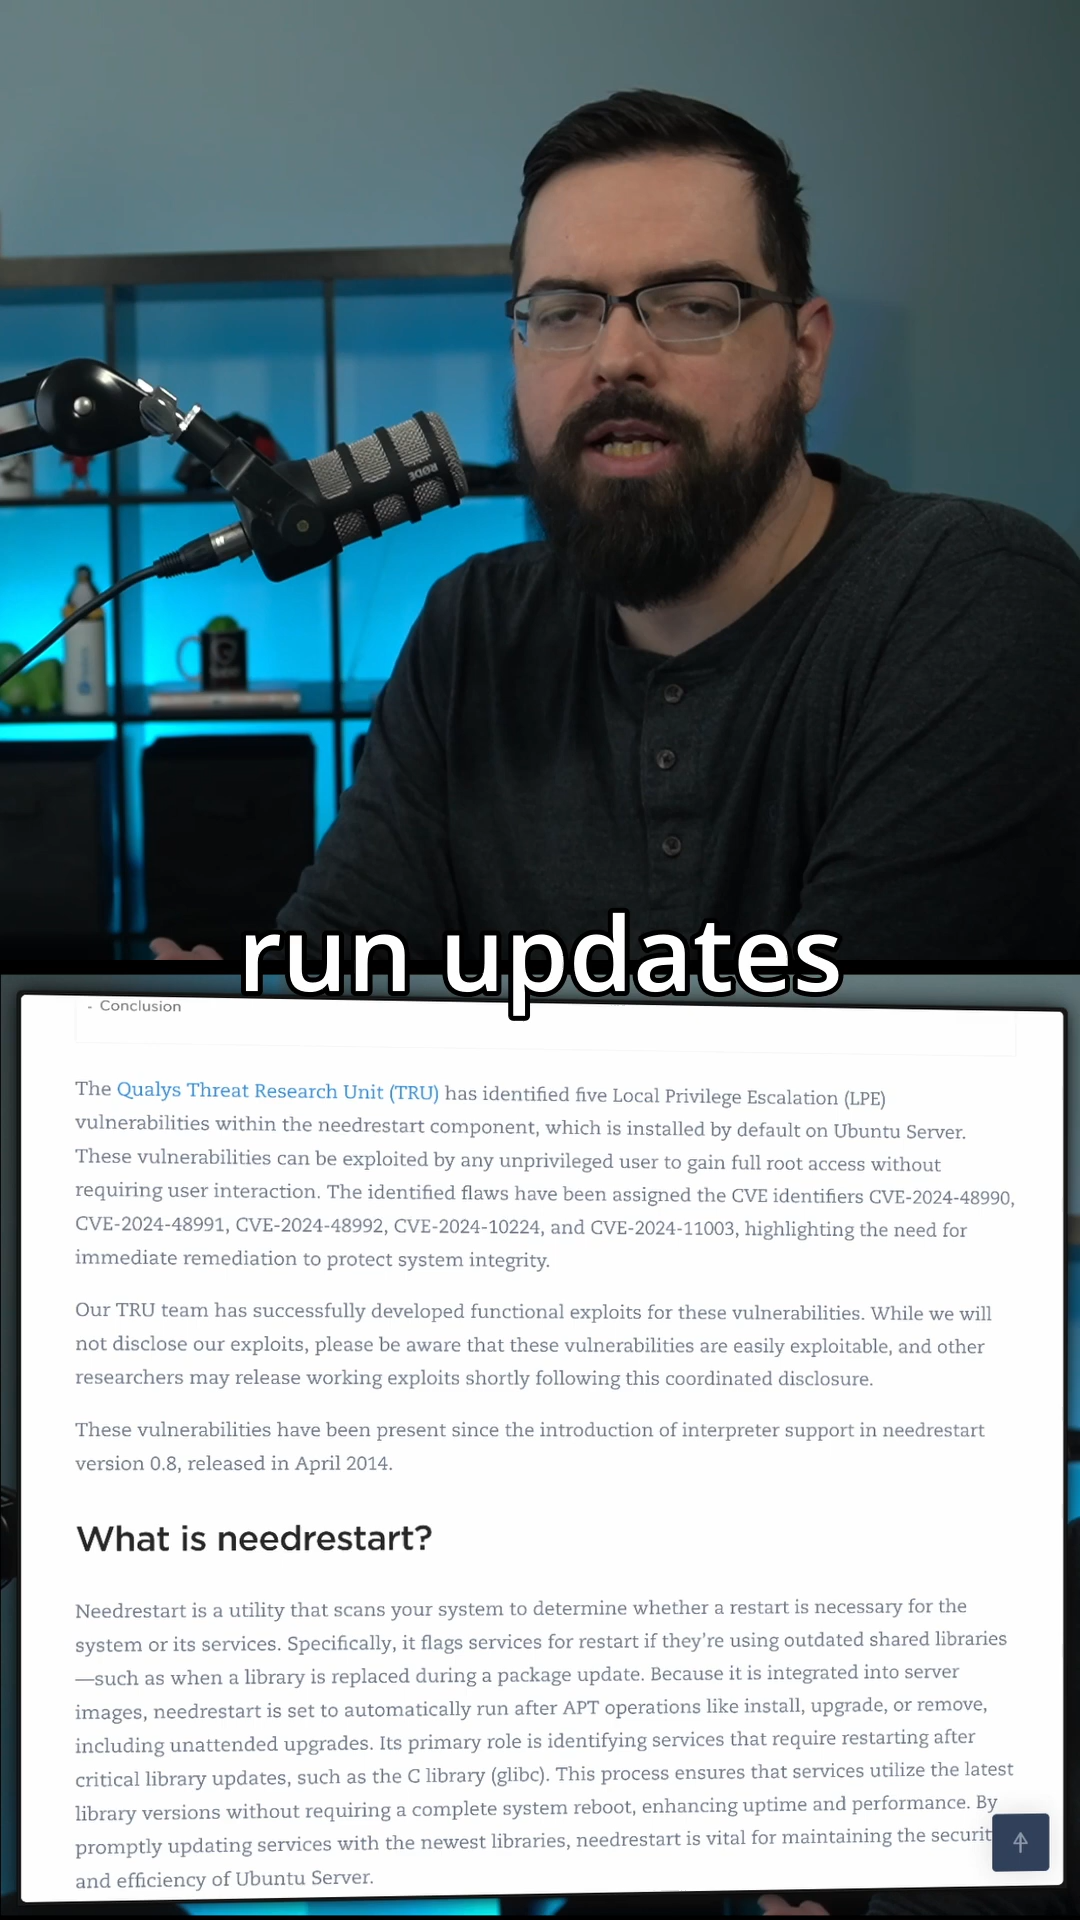 RODE
run updates
- Conclusion
The Qualys Threat Research Unit (TRU) has identified five Local Privilege Escalation (LPE)
vulnerabilities within the needrestart component, which is installed by default on Ubuntu Server.
These vulnerabilities can be exploited by any unprivileged user to gain full root access without
requiring user interaction. The identified flaws have been assigned the CVE identifiers CVE-2024-48990,
CVE-2024-48991, CVE-2024-48992, CVE-2024-10224, and CVE-2024-11003, highlighting the need for
immediate remediation to protect system integrity.
Our TRU team has successfully developed functional exploits for these vulnerabilities. While we will
not disclose our exploits, please be aware that these vulnerabilities are easily exploitable, and other
researchers may release working exploits shortly following this coordinated disclosure.
These vulnerabilities have been present since the introduction of interpreter support in needrestart
version 0.8, released in April 2014.
What is needrestart?
Needrestart is a utility that scans your system to determine whether a restart is necessary for the
system or its services. Specifically, it flags services for restart if they're using outdated shared libraries
—such as when a library is replaced during a package update. Because it is integrated into server
images, needrestart is set to automatically run after APT operations like install, upgrade, or remove,
including unattended upgrades. Its primary role is identifying services that require restarting after
critical library updates, such as the C library (glibc). This process ensures that services utilize the latest
library versions without requiring a complete system reboot, enhancing uptime and performance. By
promptly updating services with the newest libraries, needrestart is vital for maintaining the securit
and efficiency of Ubuntu Server.